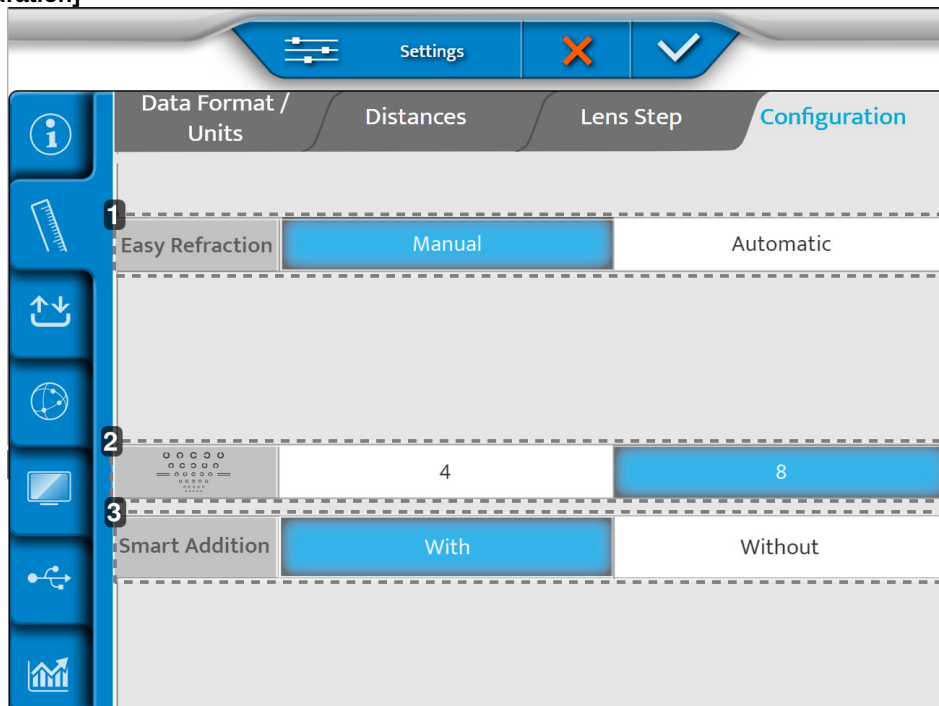 ration]
Settings
Data Format /
Units
Distances
Lens Step
Configuration
1
Easy Refraction
Manual
Automatic
2
4
8
3
Smart Addition
With
Without